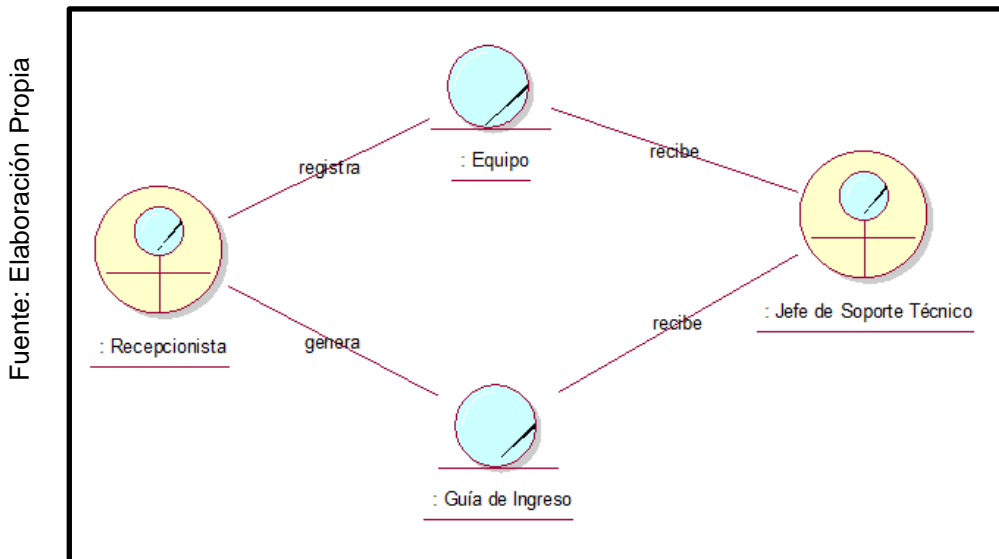 Fuente: Elaboración Propia
: Equipo
registra
recibe
: Recepcionista
: Jefe de Soporte Técnico
genera
recibe
: Guía de Ingreso